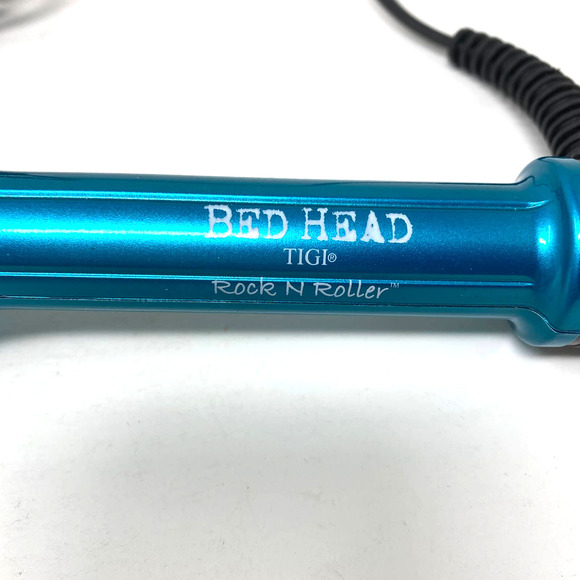 BED HEAD
TIGI®
Rock N Roller™